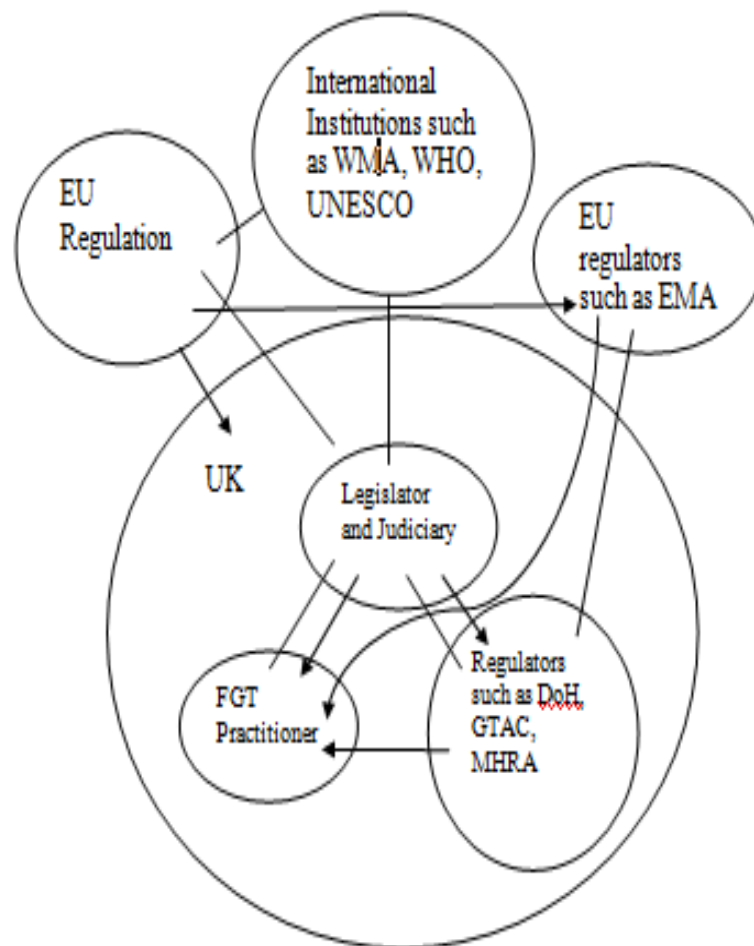 International
Institutions such
as WMA, WHO,
UNESCO
EU
Regulation
EU
regulators
such as EMA
UK
Legislator
and Judiciary
FGT
Practitioner
Regulators
such as DoH,
GTAC,
MHRA